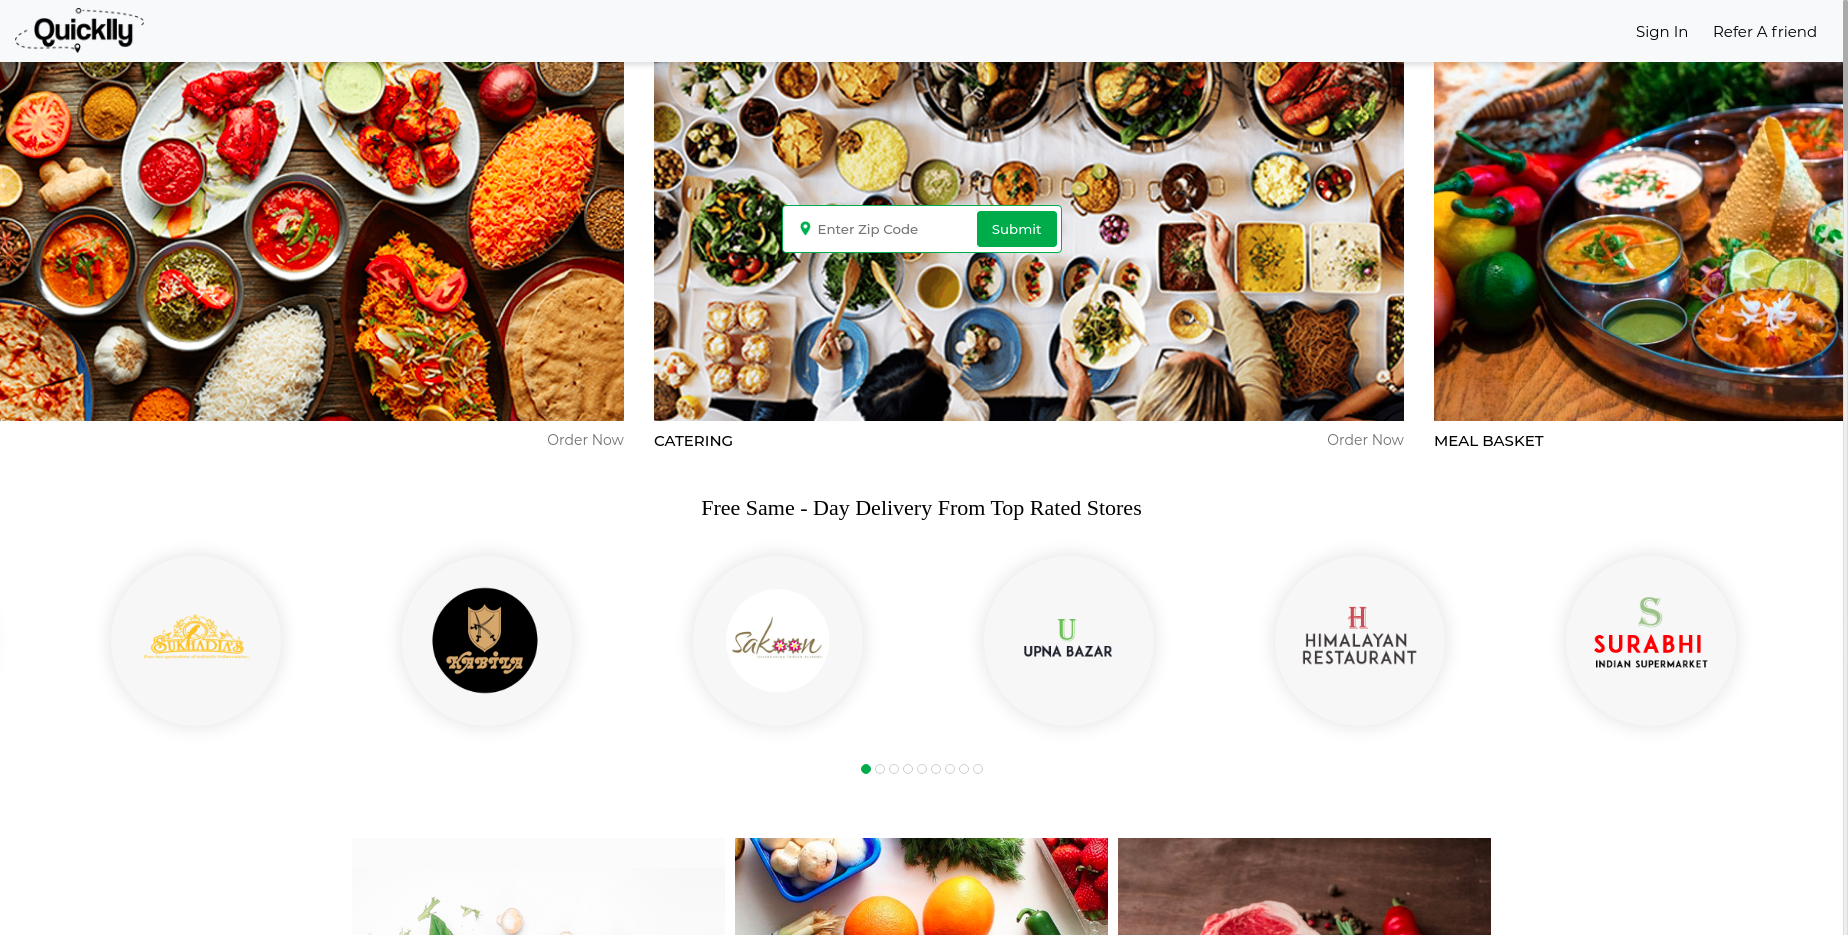 Quicklly
Sign In
Refer A friend
Enter Zip Code
Submit
Order Now
CATERING
Order Now
MEAL BASKET
Free Same - Day Delivery From Top Rated Stores
SUKHADIA'S
KABILA
Sakoon
U
UPNA BAZAR
H
HIMALAYAN
RESTAURANT
S
SURABHI
INDIAN SUPERMARKET